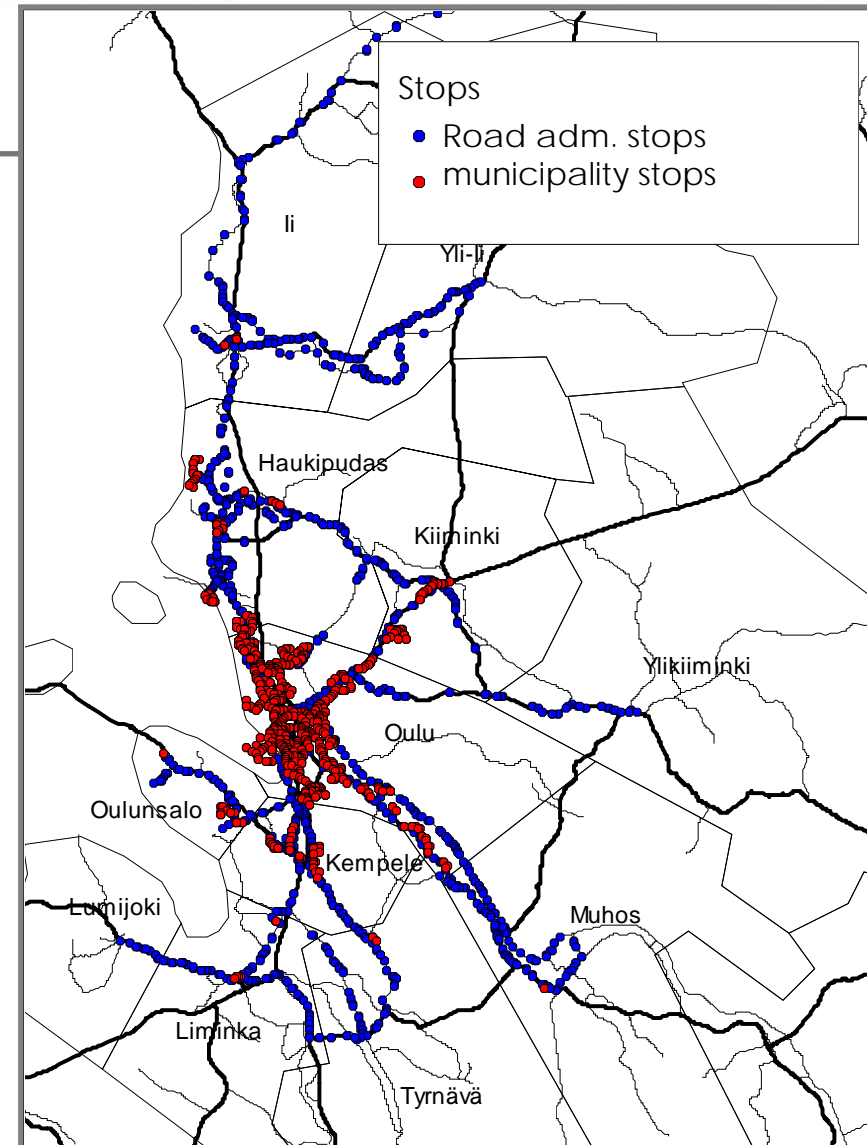 Stops
Road adm. stops
municipality stops
Ii
Yli-Ii
Haukipudas
Kiiminki
Ylikiiminki
Oulu
Oulunsalo
Kempele
Lumijoki
Muhos
Liminka
Tyrnävä